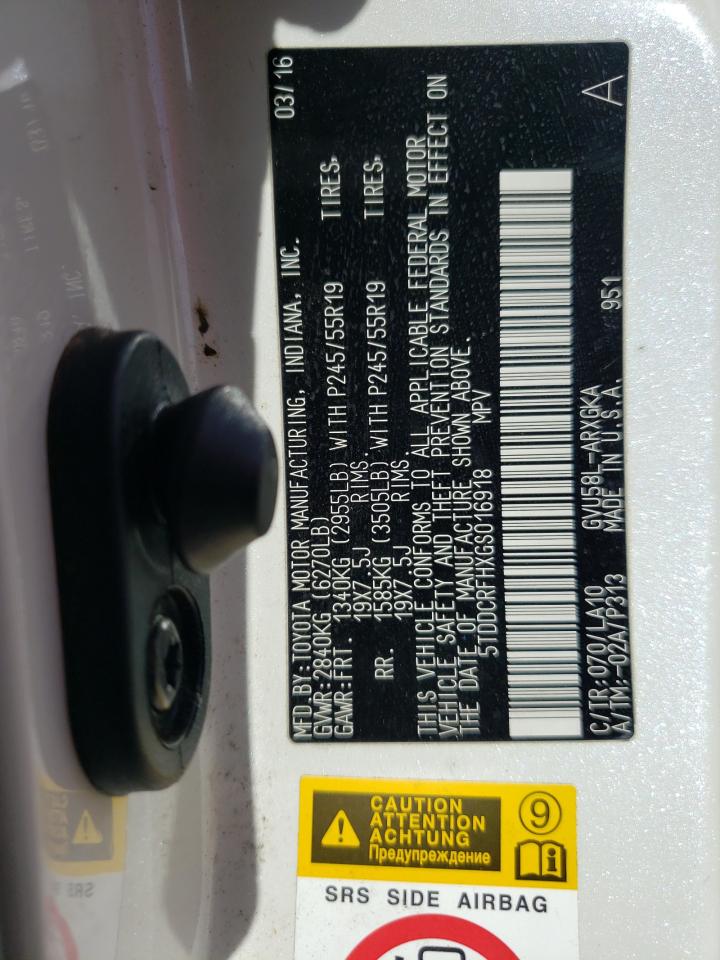 MFD.BY:TOYOTA MOTOR MANUFACTURING, INDIANA, INC. 03/16
GVWR:2840KG (6270LB)
GAWR:FRT. 1340KG (2955LB) WITH P245/55R19 TIRES,
19X7.5J RIMS.
RR. 1585KG (3505LB) WITH P245/55R19 TIRES,
19X7.5J RIMS.
THIS VEHICLE CONFORMS TO ALL APPLICABLE FEDERAL MOTOR
VEHICLE SAFETY AND THEFT PREVENTION STANDARDS IN EFFECT ON
THE DATE OF MANUFACTURE SHOWN ABOVE.
5TDDCRFHXGS016918 MPV
C/TR:070/LA10 GVU58L-ARXGKA 951 A
A/TM:-02A/P313 MADE IN U.S.A.
CAUTION
ATTENTION
ACHTUNG
Предупреждение
9
i
SRS SIDE AIRBAG